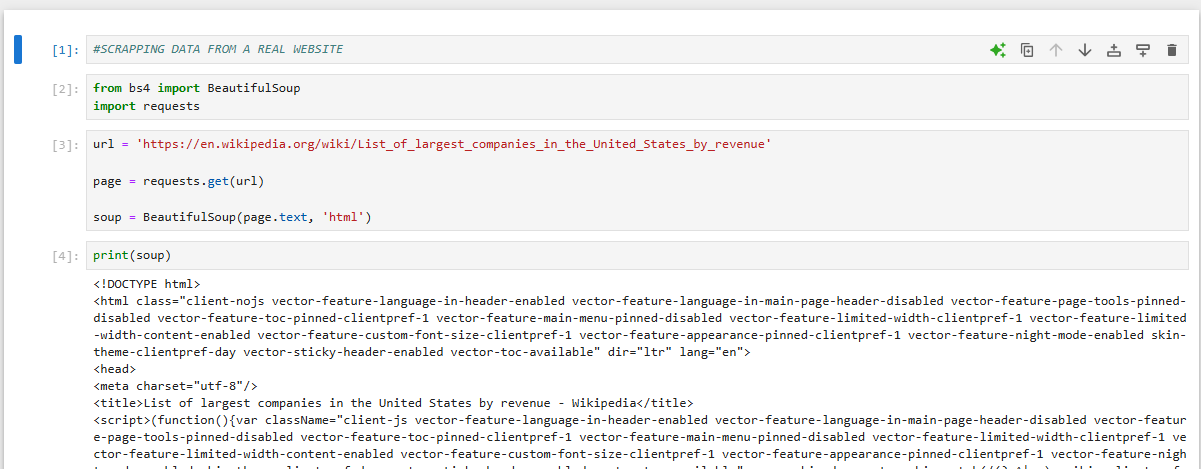 [1]: #SCRAPPING DATA FROM A REAL WEBSITE
[2]: from bs4 import BeautifulSoup
import requests
[3]: url = 'https://en.wikipedia.org/wiki/List_of_largest_companies_in_the_United_States_by_revenue'
page = requests.get(url)
soup = BeautifulSoup(page.text, 'html')
[4]: print(soup)
<!DOCTYPE html>
<html class="client-nojs vector-feature-language-in-header-enabled vector-feature-language-in-main-page-header-disabled vector-feature-page-tools-pinned-
disabled vector-feature-toc-pinned-clientpref-1 vector-feature-main-menu-pinned-disabled vector-feature-limited-width-clientpref-1 vector-feature-limited
-width-content-enabled vector-feature-custom-font-size-clientpref-1 vector-feature-appearance-pinned-clientpref-1 vector-feature-night-mode-enabled skin-
theme-clientpref-day vector-sticky-header-enabled vector-toc-available" dir="ltr" lang="en">
<head>
<meta charset="utf-8"/>
<title>List of largest companies in the United States by revenue - Wikipedia</title>
<script>(function(){var className="client-js vector-feature-language-in-header-enabled vector-feature-language-in-main-page-header-disabled vector-featur
e-page-tools-pinned-disabled vector-feature-toc-pinned-clientpref-1 vector-feature-main-menu-pinned-disabled vector-feature-limited-width-clientpref-1 ve
ctor-feature-limited-width-content-enabled vector-feature-custom-font-size-clientpref-1 vector-feature-appearance-pinned-clientpref-1 vector-feature-nigh